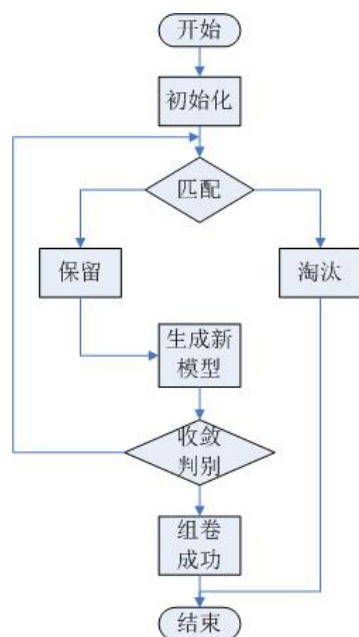 开始
初始化
匹配
保留
淘汰
生成新
模型
收敛
判别
组卷
成功
结束